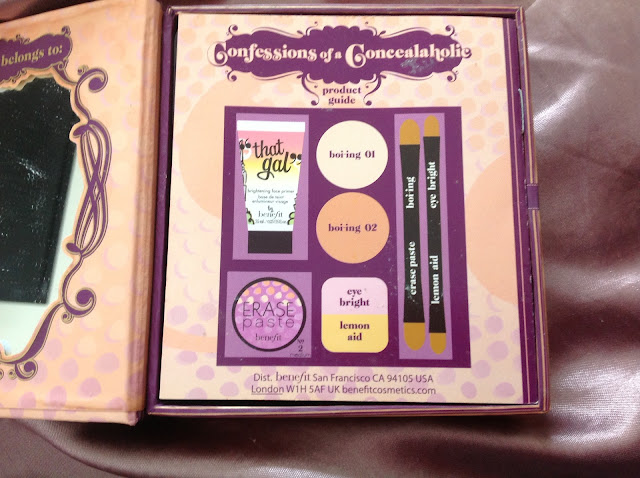 belongs to:
Confessions of a Concealaholic
product
guide
"that
gal"
brightening face primer
by
benefit
boi·ing 01
boi·ing 02
ERASE
paste
benefit
2
eye
bright
lemon
aid
erase paste boi·ing
lemon aid eye bright
Dist. benefit San Francisco CA 94105 USA
London W1H 5AF UK benefitcosmetics.com